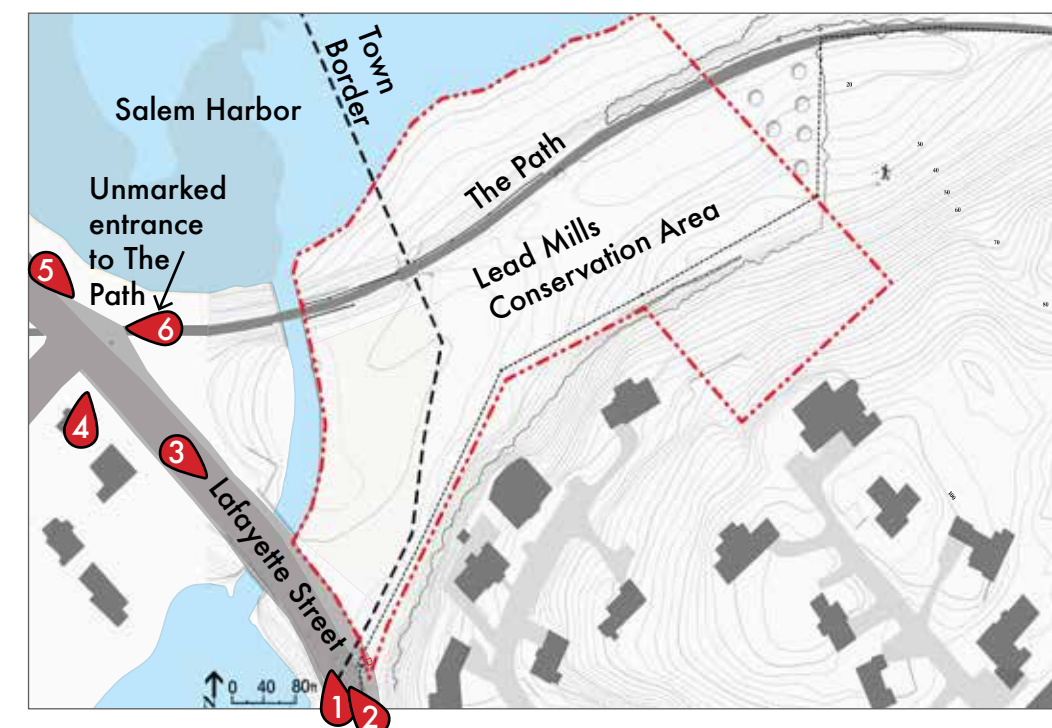 Town
Border
Salem Harbor
Unmarked
entrance
to The
Path
The Path
Lead Mills
Conservation Area
5
6
4
3
Lafayette Street
20
30
40
50
60
70
80
100
N
0 40 80ft
1
2